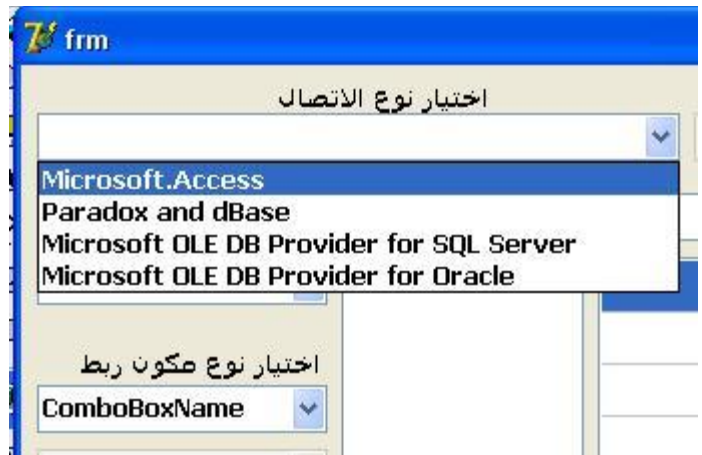 frm
اختيار نوع الاتصال
Microsoft.Access
Paradox and dBase
Microsoft OLE DB Provider for SQL Server
Microsoft OLE DB Provider for Oracle
اختيار نوع مكون ربط
ComboBoxName